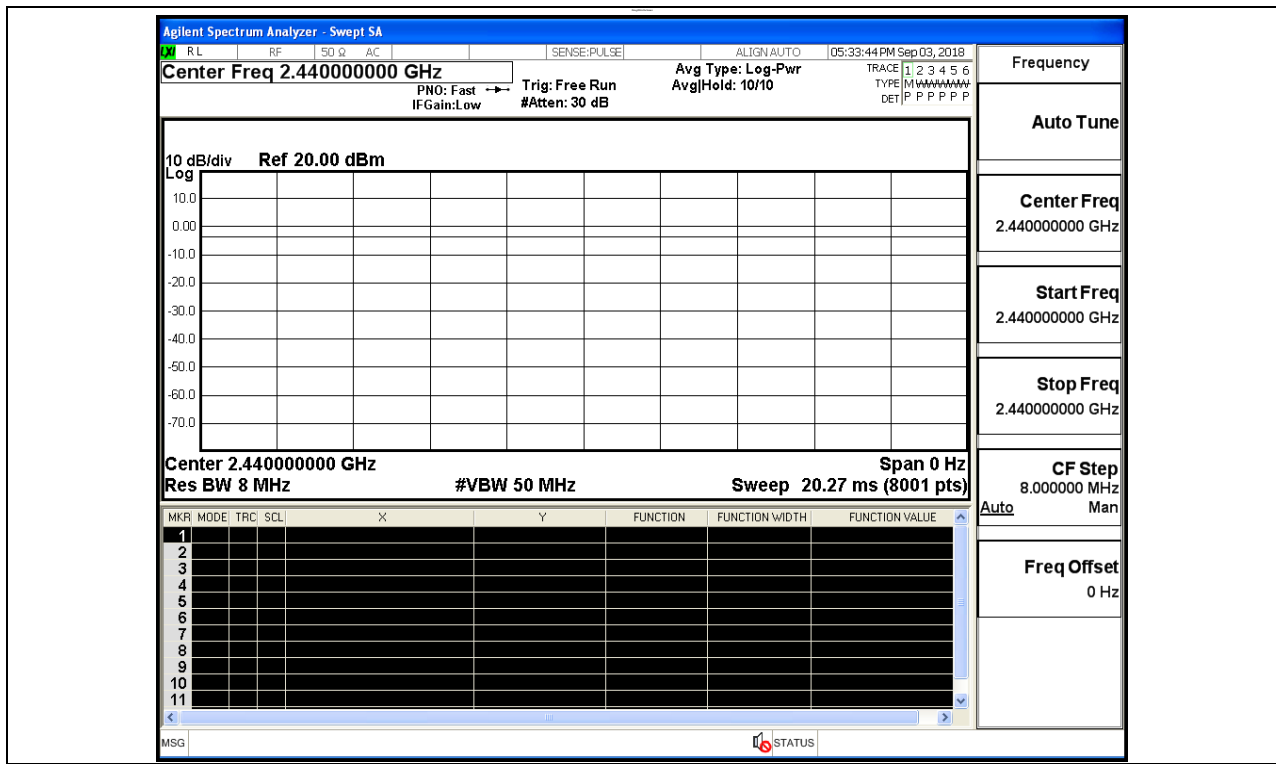 Agilent Spectrum Analyzer - Swept SA
LXI RL RF 50 Ω AC SENSE:PULSE ALIGN AUTO 05:33:44 PM Sep 03, 2018
Center Freq 2.440000000 GHz
PNO: Fast
IFGain:Low
Trig: Free Run
#Atten: 30 dB
Avg Type: Log-Pwr
Avg|Hold: 10/10
TRACE 1 2 3 4 5 6
TYPE M WWWWW
DET P P P P P P
10 dB/div Ref 20.00 dBm
Log
10.0
0.00
-10.0
-20.0
-30.0
-40.0
-50.0
-60.0
-70.0
Center 2.440000000 GHz Span 0 Hz
Res BW 8 MHz #VBW 50 MHz Sweep 20.27 ms (8001 pts)
MKR MODE TRC SCL X Y FUNCTION FUNCTION WIDTH FUNCTION VALUE
1
2
3
4
5
6
7
8
9
10
11
MSG STATUS
Frequency
Auto Tune
Center Freq
2.440000000 GHz
Start Freq
2.440000000 GHz
Stop Freq
2.440000000 GHz
CF Step
8.000000 MHz
Auto Man
Freq Offset
0 Hz